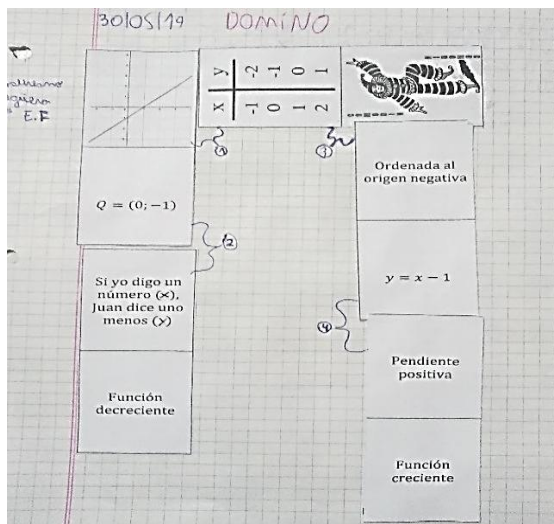 30/05/19 DOMINO
E.F
x y
-1 -2
0 -1
1 0
2 1
①
③
Ordenada al
origen negativa
Q = (0; -1)
②
Si yo digo un
número (x),
Juan dice uno
menos (y)
y = x - 1
④
Pendiente
positiva
Función
decreciente
Función
creciente